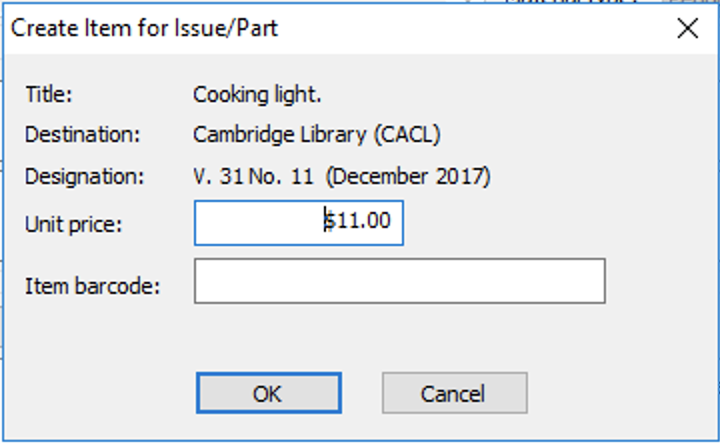 Create Item for Issue/Part
Title: Cooking light.
Destination: Cambridge Library (CACL)
Designation: V. 31 No. 11 (December 2017)
Unit price: $11.00
Item barcode:
OK Cancel